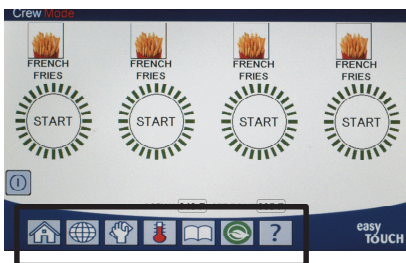 Crew Mode
FRENCH FRENCH FRENCH FRENCH
FRIES FRIES FRIES FRIES
START START START START
?
easy
TOUCH